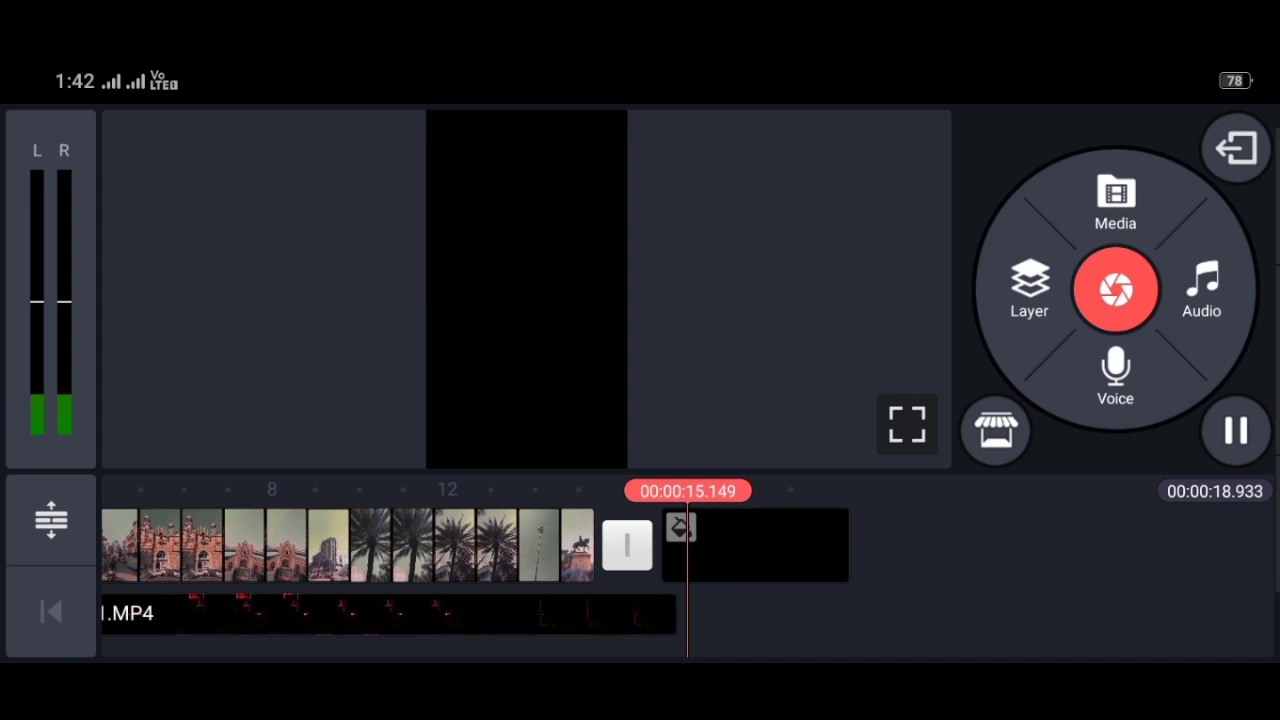 1:42 Vo LTE 78
L R
Media
Layer
Audio
Voice
8 12 00:00:15.149 00:00:18.933
.MP4